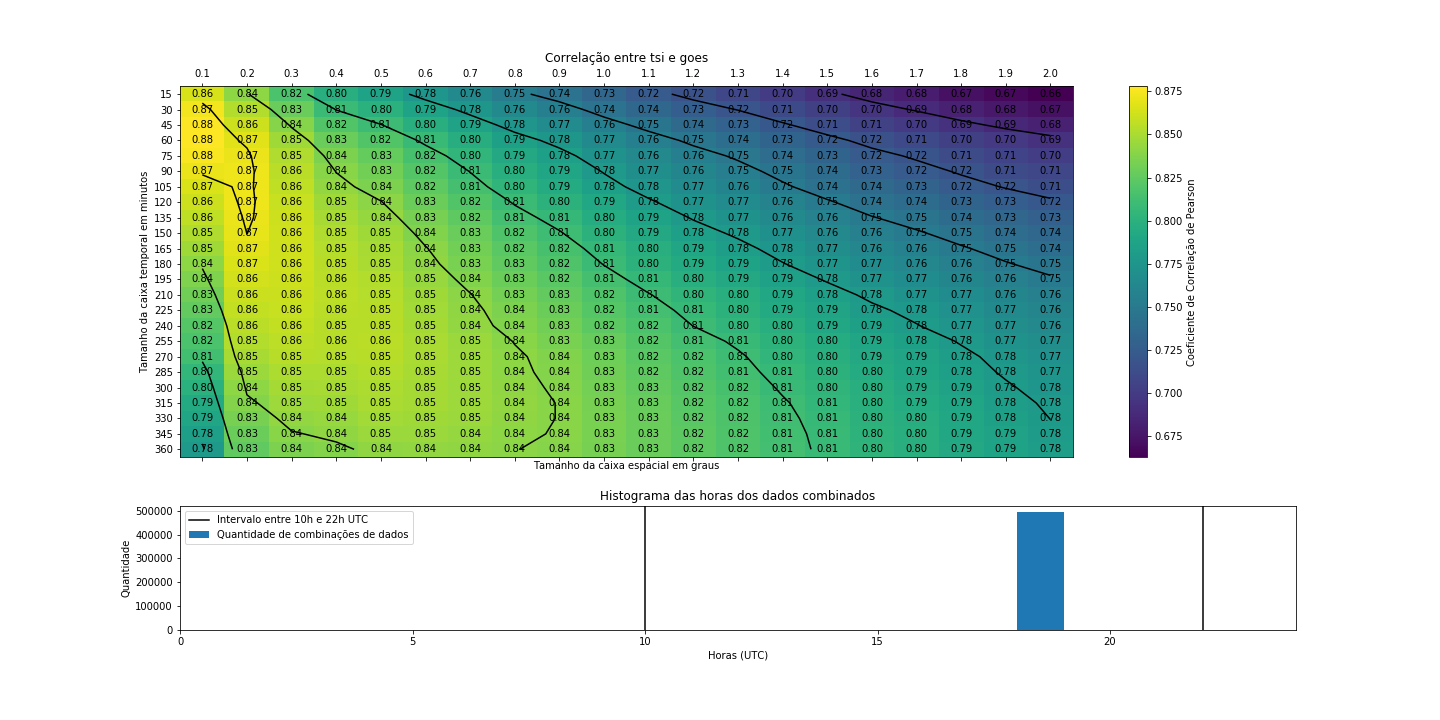 Correlação entre tsi e goes
0.1 0.2 0.3 0.4 0.5 0.6 0.7 0.8 0.9 1.0 1.1 1.2 1.3 1.4 1.5 1.6 1.7 1.8 1.9 2.0
15 0.86 0.84 0.82 0.80 0.79 0.78 0.76 0.75 0.74 0.73 0.72 0.72 0.71 0.70 0.69 0.68 0.68 0.67 0.67 0.66
30 0.87 0.85 0.83 0.81 0.80 0.79 0.78 0.76 0.76 0.74 0.74 0.73 0.72 0.71 0.70 0.70 0.69 0.68 0.68 0.67
45 0.88 0.86 0.84 0.82 0.81 0.80 0.79 0.78 0.77 0.76 0.75 0.74 0.73 0.72 0.71 0.71 0.70 0.69 0.69 0.68
60 0.88 0.87 0.85 0.83 0.82 0.81 0.80 0.79 0.78 0.77 0.76 0.75 0.74 0.73 0.72 0.72 0.71 0.70 0.70 0.69
75 0.88 0.87 0.85 0.84 0.83 0.82 0.80 0.79 0.78 0.77 0.76 0.76 0.75 0.74 0.73 0.72 0.72 0.71 0.71 0.70
90 0.87 0.87 0.86 0.84 0.83 0.82 0.81 0.80 0.79 0.78 0.77 0.76 0.75 0.75 0.74 0.73 0.72 0.72 0.71 0.71
105 0.87 0.87 0.86 0.84 0.84 0.82 0.81 0.80 0.79 0.78 0.78 0.77 0.76 0.75 0.74 0.74 0.73 0.72 0.72 0.71
120 0.86 0.87 0.86 0.85 0.84 0.83 0.82 0.81 0.80 0.79 0.78 0.77 0.76 0.76 0.75 0.74 0.74 0.73 0.73 0.72
135 0.86 0.87 0.86 0.85 0.84 0.83 0.82 0.81 0.81 0.80 0.79 0.78 0.77 0.76 0.76 0.75 0.75 0.74 0.73 0.73
150 0.85 0.87 0.86 0.85 0.85 0.84 0.83 0.82 0.81 0.80 0.79 0.78 0.78 0.77 0.76 0.76 0.75 0.75 0.74 0.74
165 0.85 0.87 0.86 0.85 0.85 0.84 0.83 0.82 0.82 0.81 0.80 0.79 0.78 0.78 0.77 0.76 0.76 0.75 0.75 0.74
180 0.84 0.87 0.86 0.86 0.85 0.84 0.83 0.83 0.82 0.81 0.80 0.79 0.79 0.78 0.77 0.77 0.76 0.76 0.75 0.75
195 0.84 0.86 0.86 0.86 0.85 0.85 0.84 0.83 0.82 0.81 0.81 0.80 0.79 0.79 0.78 0.77 0.77 0.76 0.76 0.75
210 0.83 0.86 0.86 0.86 0.85 0.85 0.84 0.83 0.83 0.82 0.81 0.80 0.80 0.79 0.78 0.78 0.77 0.77 0.76 0.76
225 0.83 0.86 0.86 0.85 0.85 0.85 0.84 0.84 0.83 0.82 0.81 0.81 0.80 0.79 0.79 0.78 0.78 0.77 0.77 0.76
240 0.82 0.86 0.86 0.85 0.85 0.85 0.84 0.84 0.83 0.82 0.82 0.81 0.80 0.80 0.79 0.79 0.78 0.77 0.77 0.76
255 0.82 0.86 0.85 0.86 0.86 0.85 0.85 0.84 0.83 0.83 0.82 0.81 0.81 0.80 0.80 0.79 0.78 0.78 0.77 0.77
270 0.81 0.85 0.85 0.85 0.85 0.85 0.85 0.84 0.84 0.83 0.82 0.82 0.81 0.80 0.80 0.79 0.79 0.78 0.78 0.77
285 0.80 0.85 0.85 0.85 0.85 0.85 0.85 0.84 0.84 0.83 0.82 0.82 0.81 0.81 0.80 0.80 0.79 0.78 0.78 0.77
300 0.80 0.84 0.85 0.85 0.85 0.85 0.85 0.84 0.84 0.83 0.83 0.82 0.82 0.81 0.80 0.80 0.79 0.79 0.78 0.78
315 0.79 0.84 0.85 0.85 0.85 0.85 0.85 0.84 0.84 0.83 0.83 0.82 0.82 0.81 0.81 0.80 0.79 0.79 0.78 0.78
330 0.79 0.83 0.84 0.84 0.85 0.85 0.85 0.84 0.84 0.83 0.83 0.82 0.82 0.81 0.81 0.80 0.80 0.79 0.79 0.78
345 0.78 0.83 0.84 0.84 0.85 0.85 0.84 0.84 0.84 0.83 0.83 0.82 0.82 0.81 0.81 0.80 0.80 0.79 0.79 0.78
360 0.78 0.83 0.84 0.84 0.84 0.84 0.84 0.84 0.84 0.83 0.83 0.82 0.82 0.81 0.81 0.80 0.80 0.79 0.79 0.78
Tamanho da caixa temporal em minutos
Tamanho da caixa espacial em graus
0.875
0.850
0.825
0.800
0.775
0.750
0.725
0.700
0.675
Coeficiente de Correlação de Pearson
Histograma das horas dos dados combinados
Intervalo entre 10h e 22h UTC
Quantidade de combinações de dados
500000
400000
300000
200000
100000
0
Quantidade
0 5 10 15 20
Horas (UTC)